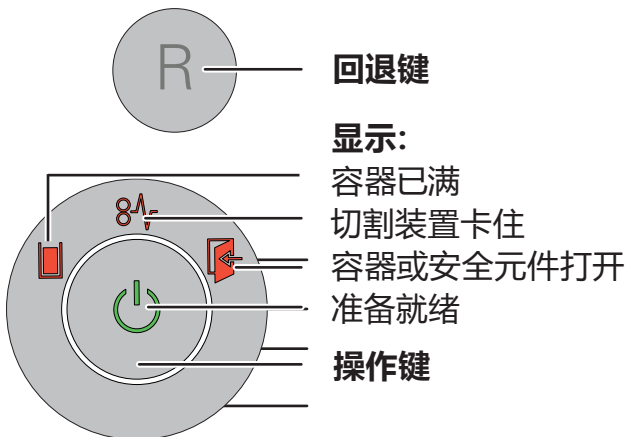 R
回退键
显示:
容器已满
切割装置卡住
容器或安全元件打开
准备就绪
操作键